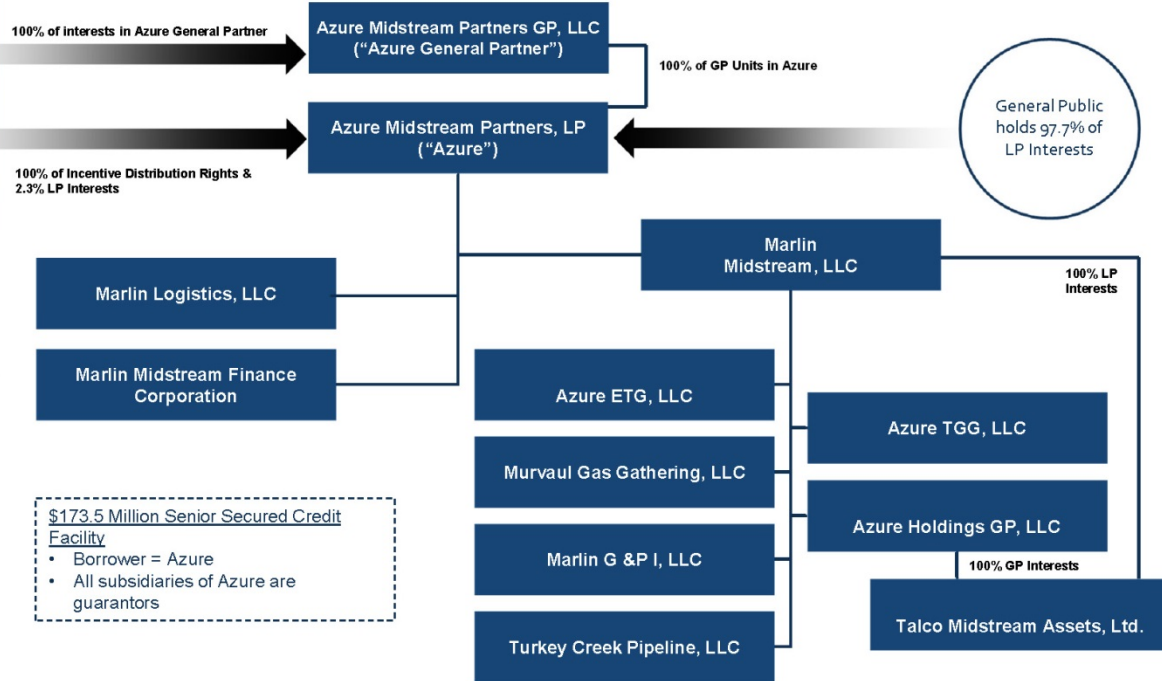 100% of interests in Azure General Partner
Azure Midstream Partners GP, LLC
(“Azure General Partner”)
100% of GP Units in Azure
Azure Midstream Partners, LP
(“Azure”)
General Public
holds 97.7% of
LP Interests
100% of Incentive Distribution Rights &
2.3% LP Interests
Marlin
Midstream, LLC
100% LP
Interests
Marlin Logistics, LLC
Marlin Midstream Finance
Corporation
Azure ETG, LLC
Azure TGG, LLC
Murvaul Gas Gathering, LLC
Azure Holdings GP, LLC
Marlin G &P I, LLC
100% GP Interests
Talco Midstream Assets, Ltd.
Turkey Creek Pipeline, LLC
$173.5 Million Senior Secured Credit
Facility
• Borrower = Azure
• All subsidiaries of Azure are
guarantors